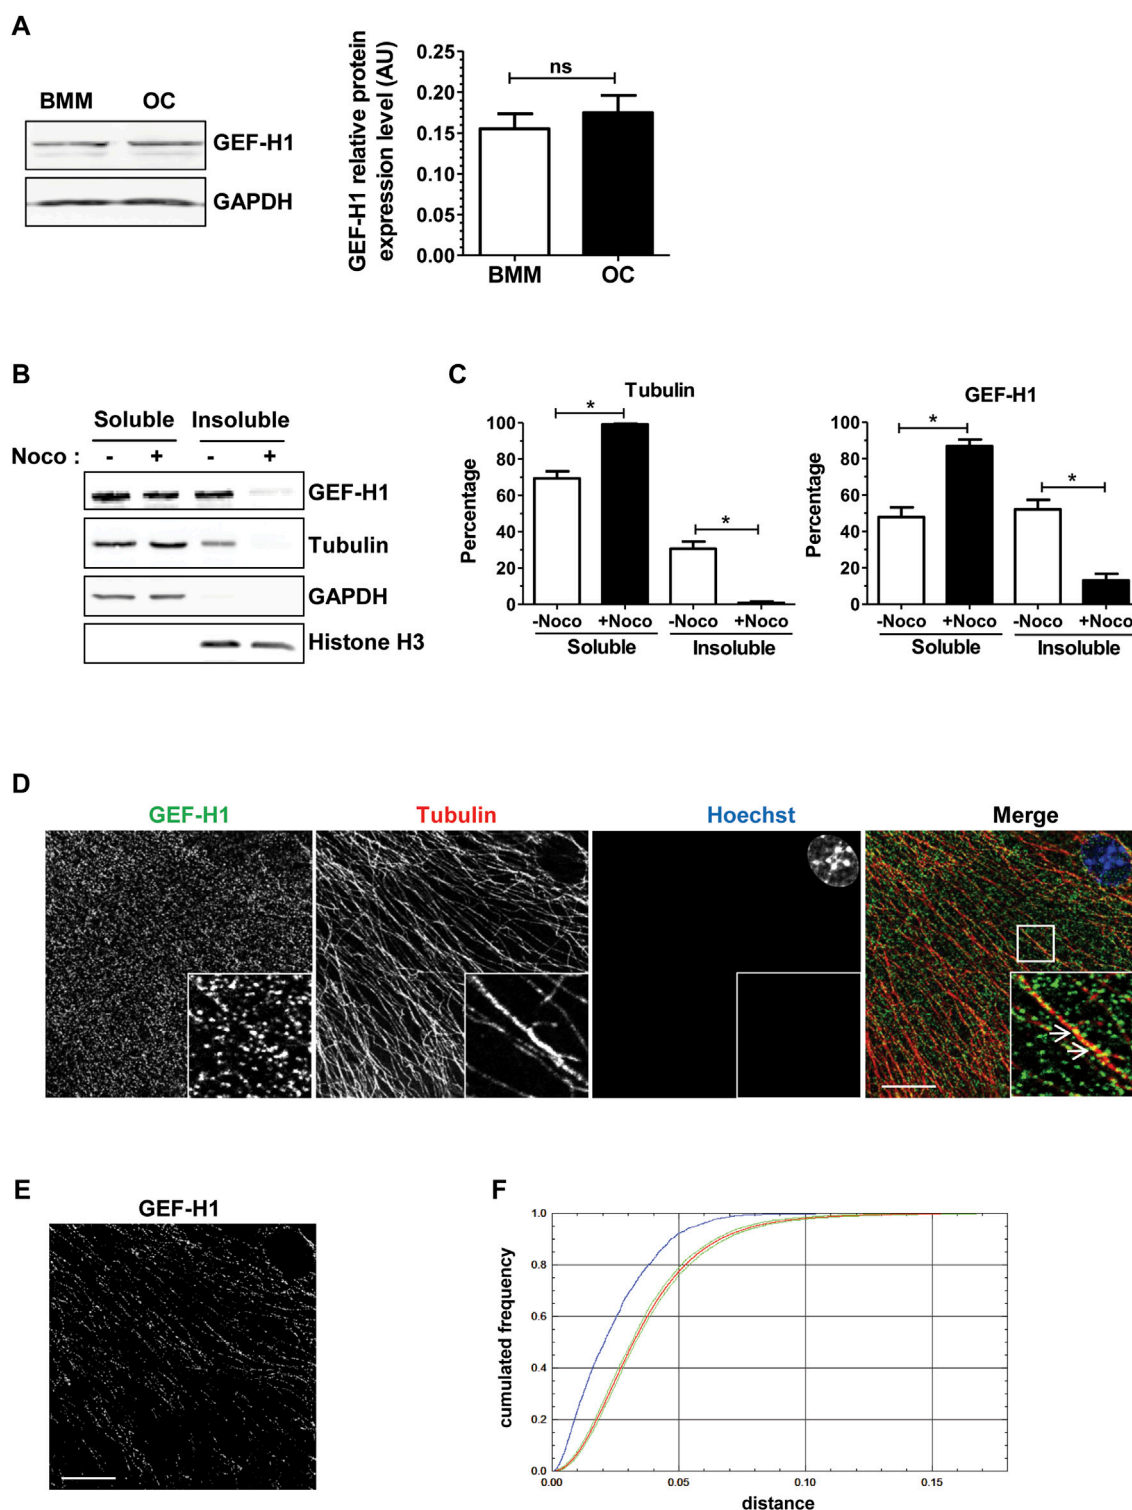 A
BMM OC
GEF-H1
GAPDH
GEF-H1 relative protein
expression level (AU)
0.25
0.20
0.15
0.10
0.05
0.00
ns
BMM OC
B
Soluble Insoluble
Noco : - + - +
GEF-H1
Tubulin
GAPDH
Histone H3
C
Tubulin
Percentage
100
80
60
40
20
0
* *
-Noco +Noco -Noco +Noco
Soluble Insoluble
GEF-H1
Percentage
100
80
60
40
20
0
* *
-Noco +Noco -Noco +Noco
Soluble Insoluble
D
GEF-H1 Tubulin Hoechst Merge
E
GEF-H1
F
cumulated frequency
1.0
0.8
0.6
0.4
0.2
0.0
0.00 0.05 0.10 0.15
distance